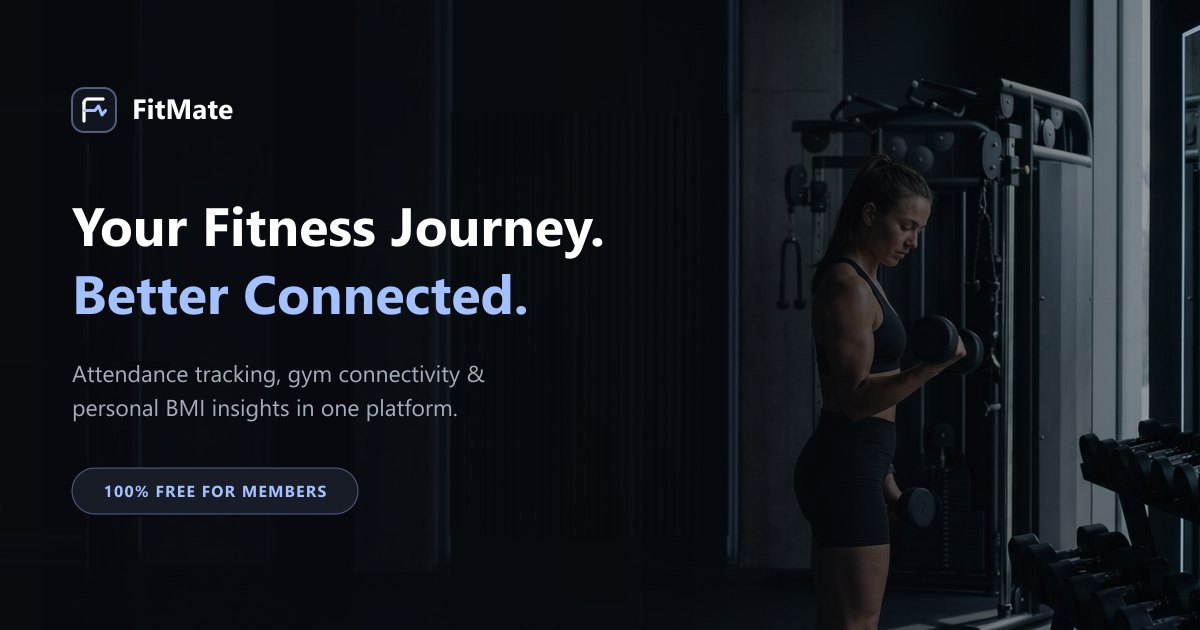 FitMate
Your Fitness Journey.
Better Connected.
Attendance tracking, gym connectivity &
personal BMI insights in one platform.
100% FREE FOR MEMBERS